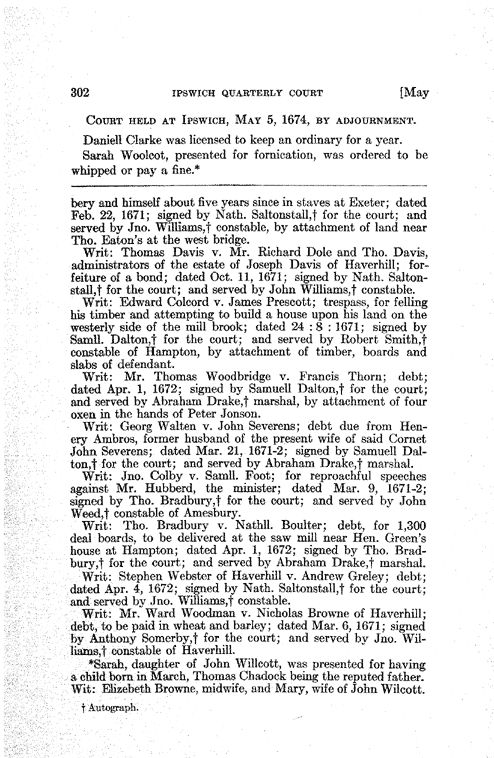 302 IPSWICH QUARTERLY COURT [May
COURT HELD AT IPSWICH, MAY 5, 1674, BY ADJOURNMENT.
Daniell Clarke was licensed to keep an ordinary for a year.
Sarah Woolcot, presented for fornication, was ordered to be
whipped or pay a fine.*
bery and himself about five years since in staves at Exeter; dated
Feb. 22, 1671; signed by Nath. Saltonstall,† for the court; and
served by Jno. Williams,† constable, by attachment of land near
Tho. Eaton's at the west bridge.
Writ: Thomas Davis v. Mr. Richard Dole and Tho. Davis,
administrators of the estate of Joseph Davis of Haverhill; for-
feiture of a bond; dated Oct. 11, 1671; signed by Nath. Salton-
stall,† for the court; and served by John Williams,† constable.
Writ: Edward Colcord v. James Prescott; trespass, for felling
his timber and attempting to build a house upon his land on the
westerly side of the mill brook; dated 24 : 8 : 1671; signed by
Samll. Dalton,† for the court; and served by Robert Smith,†
constable of Hampton, by attachment of timber, boards and
slabs of defendant.
Writ: Mr. Thomas Woodbridge v. Francis Thorn; debt;
dated Apr. 1, 1672; signed by Samuell Dalton,† for the court;
and served by Abraham Drake,† marshal, by attachment of four
oxen in the hands of Peter Jonson.
Writ: Georg Walten v. John Severens; debt due from Hen-
ery Ambros, former husband of the present wife of said Cornet
John Severens; dated Mar. 21, 1671-2; signed by Samuell Dal-
ton,† for the court; and served by Abraham Drake,† marshal.
Writ: Jno. Colby v. Samll. Foot; for reproachful speeches
against Mr. Hubberd, the minister; dated Mar. 9, 1671-2;
signed by Tho. Bradbury,† for the court; and served by John
Weed,† constable of Amesbury.
Writ: Tho. Bradbury v. Nathll. Boulter; debt, for 1,300
deal boards, to be delivered at the saw mill near Hen. Green's
house at Hampton; dated Apr. 1, 1672; signed by Tho. Brad-
bury,† for the court; and served by Abraham Drake,† marshal.
Writ: Stephen Webster of Haverhill v. Andrew Greley; debt;
dated Apr. 4, 1672; signed by Nath. Saltonstall,† for the court;
and served by Jno. Williams,† constable.
Writ: Mr. Ward Woodman v. Nicholas Browne of Haverhill;
debt, to be paid in wheat and barley; dated Mar. 6, 1671; signed
by Anthony Somerby,† for the court; and served by Jno. Wil-
liams,† constable of Haverhill.
*Sarah, daughter of John Willcott, was presented for having
a child born in March, Thomas Chadock being the reputed father.
Wit: Elizebeth Browne, midwife, and Mary, wife of John Wilcott.
† Autograph.